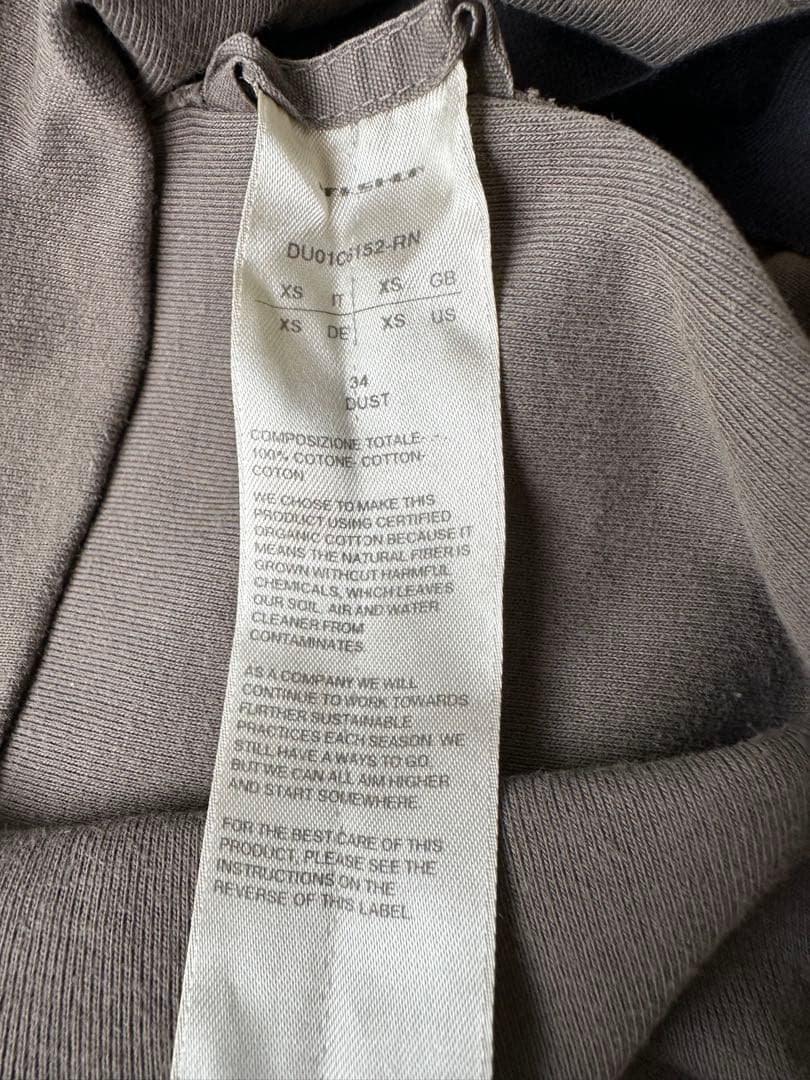 DU01C6152-RN
XS IT XS GB
XS DE XS US
34
DUST
COMPOSIZIONE TOTALE- -
100% COTONE- COTTON-
COTON
WE CHOSE TO MAKE THIS
PRODUCT USING CERTIFIED
ORGANIC COTTON BECAUSE IT
MEANS THE NATURAL FIBER IS
GROWN WITHOUT HARMFUL
CHEMICALS, WHICH LEAVES
OUR SOIL, AIR AND WATER
CLEANER FROM
CONTAMINATES
AS A COMPANY WE WILL
CONTINUE TO WORK TOWARDS
FURTHER SUSTAINABLE
PRACTICES EACH SEASON. WE
STILL HAVE A WAYS TO GO
BUT WE CAN ALL AIM HIGHER
AND START SOMEWHERE.
FOR THE BEST CARE OF THIS
PRODUCT, PLEASE SEE THE
INSTRUCTIONS ON THE
REVERSE OF THIS LABEL.